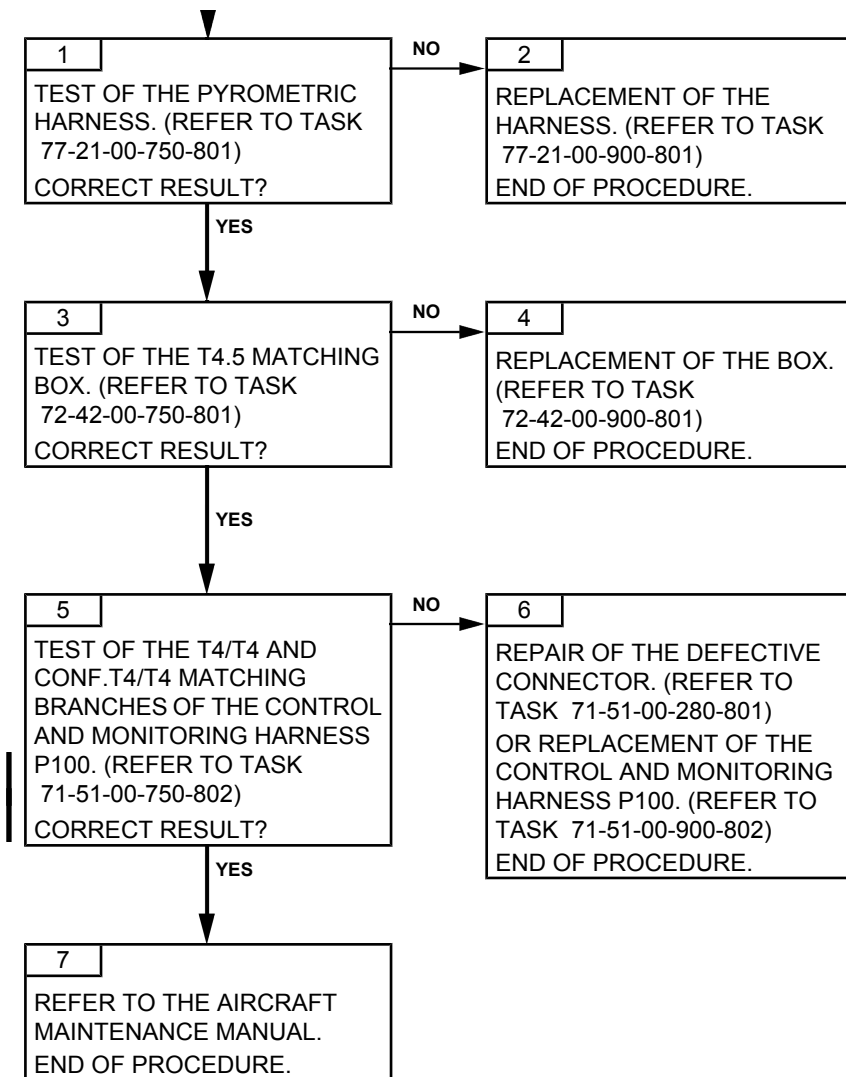 1
TEST OF THE PYROMETRIC
HARNESS. (REFER TO TASK
77-21-00-750-801)
CORRECT RESULT?
NO
2
REPLACEMENT OF THE
HARNESS. (REFER TO TASK
77-21-00-900-801)
END OF PROCEDURE.
YES
3
TEST OF THE T4.5 MATCHING
BOX. (REFER TO TASK
72-42-00-750-801)
CORRECT RESULT?
NO
4
REPLACEMENT OF THE BOX.
(REFER TO TASK
72-42-00-900-801)
END OF PROCEDURE.
YES
5
TEST OF THE T4/T4 AND
CONF.T4/T4 MATCHING
BRANCHES OF THE CONTROL
AND MONITORING HARNESS
P100. (REFER TO TASK
71-51-00-750-802)
CORRECT RESULT?
NO
6
REPAIR OF THE DEFECTIVE
CONNECTOR. (REFER TO
TASK 71-51-00-280-801)
OR REPLACEMENT OF THE
CONTROL AND MONITORING
HARNESS P100. (REFER TO
TASK 71-51-00-900-802)
END OF PROCEDURE.
YES
7
REFER TO THE AIRCRAFT
MAINTENANCE MANUAL.
END OF PROCEDURE.